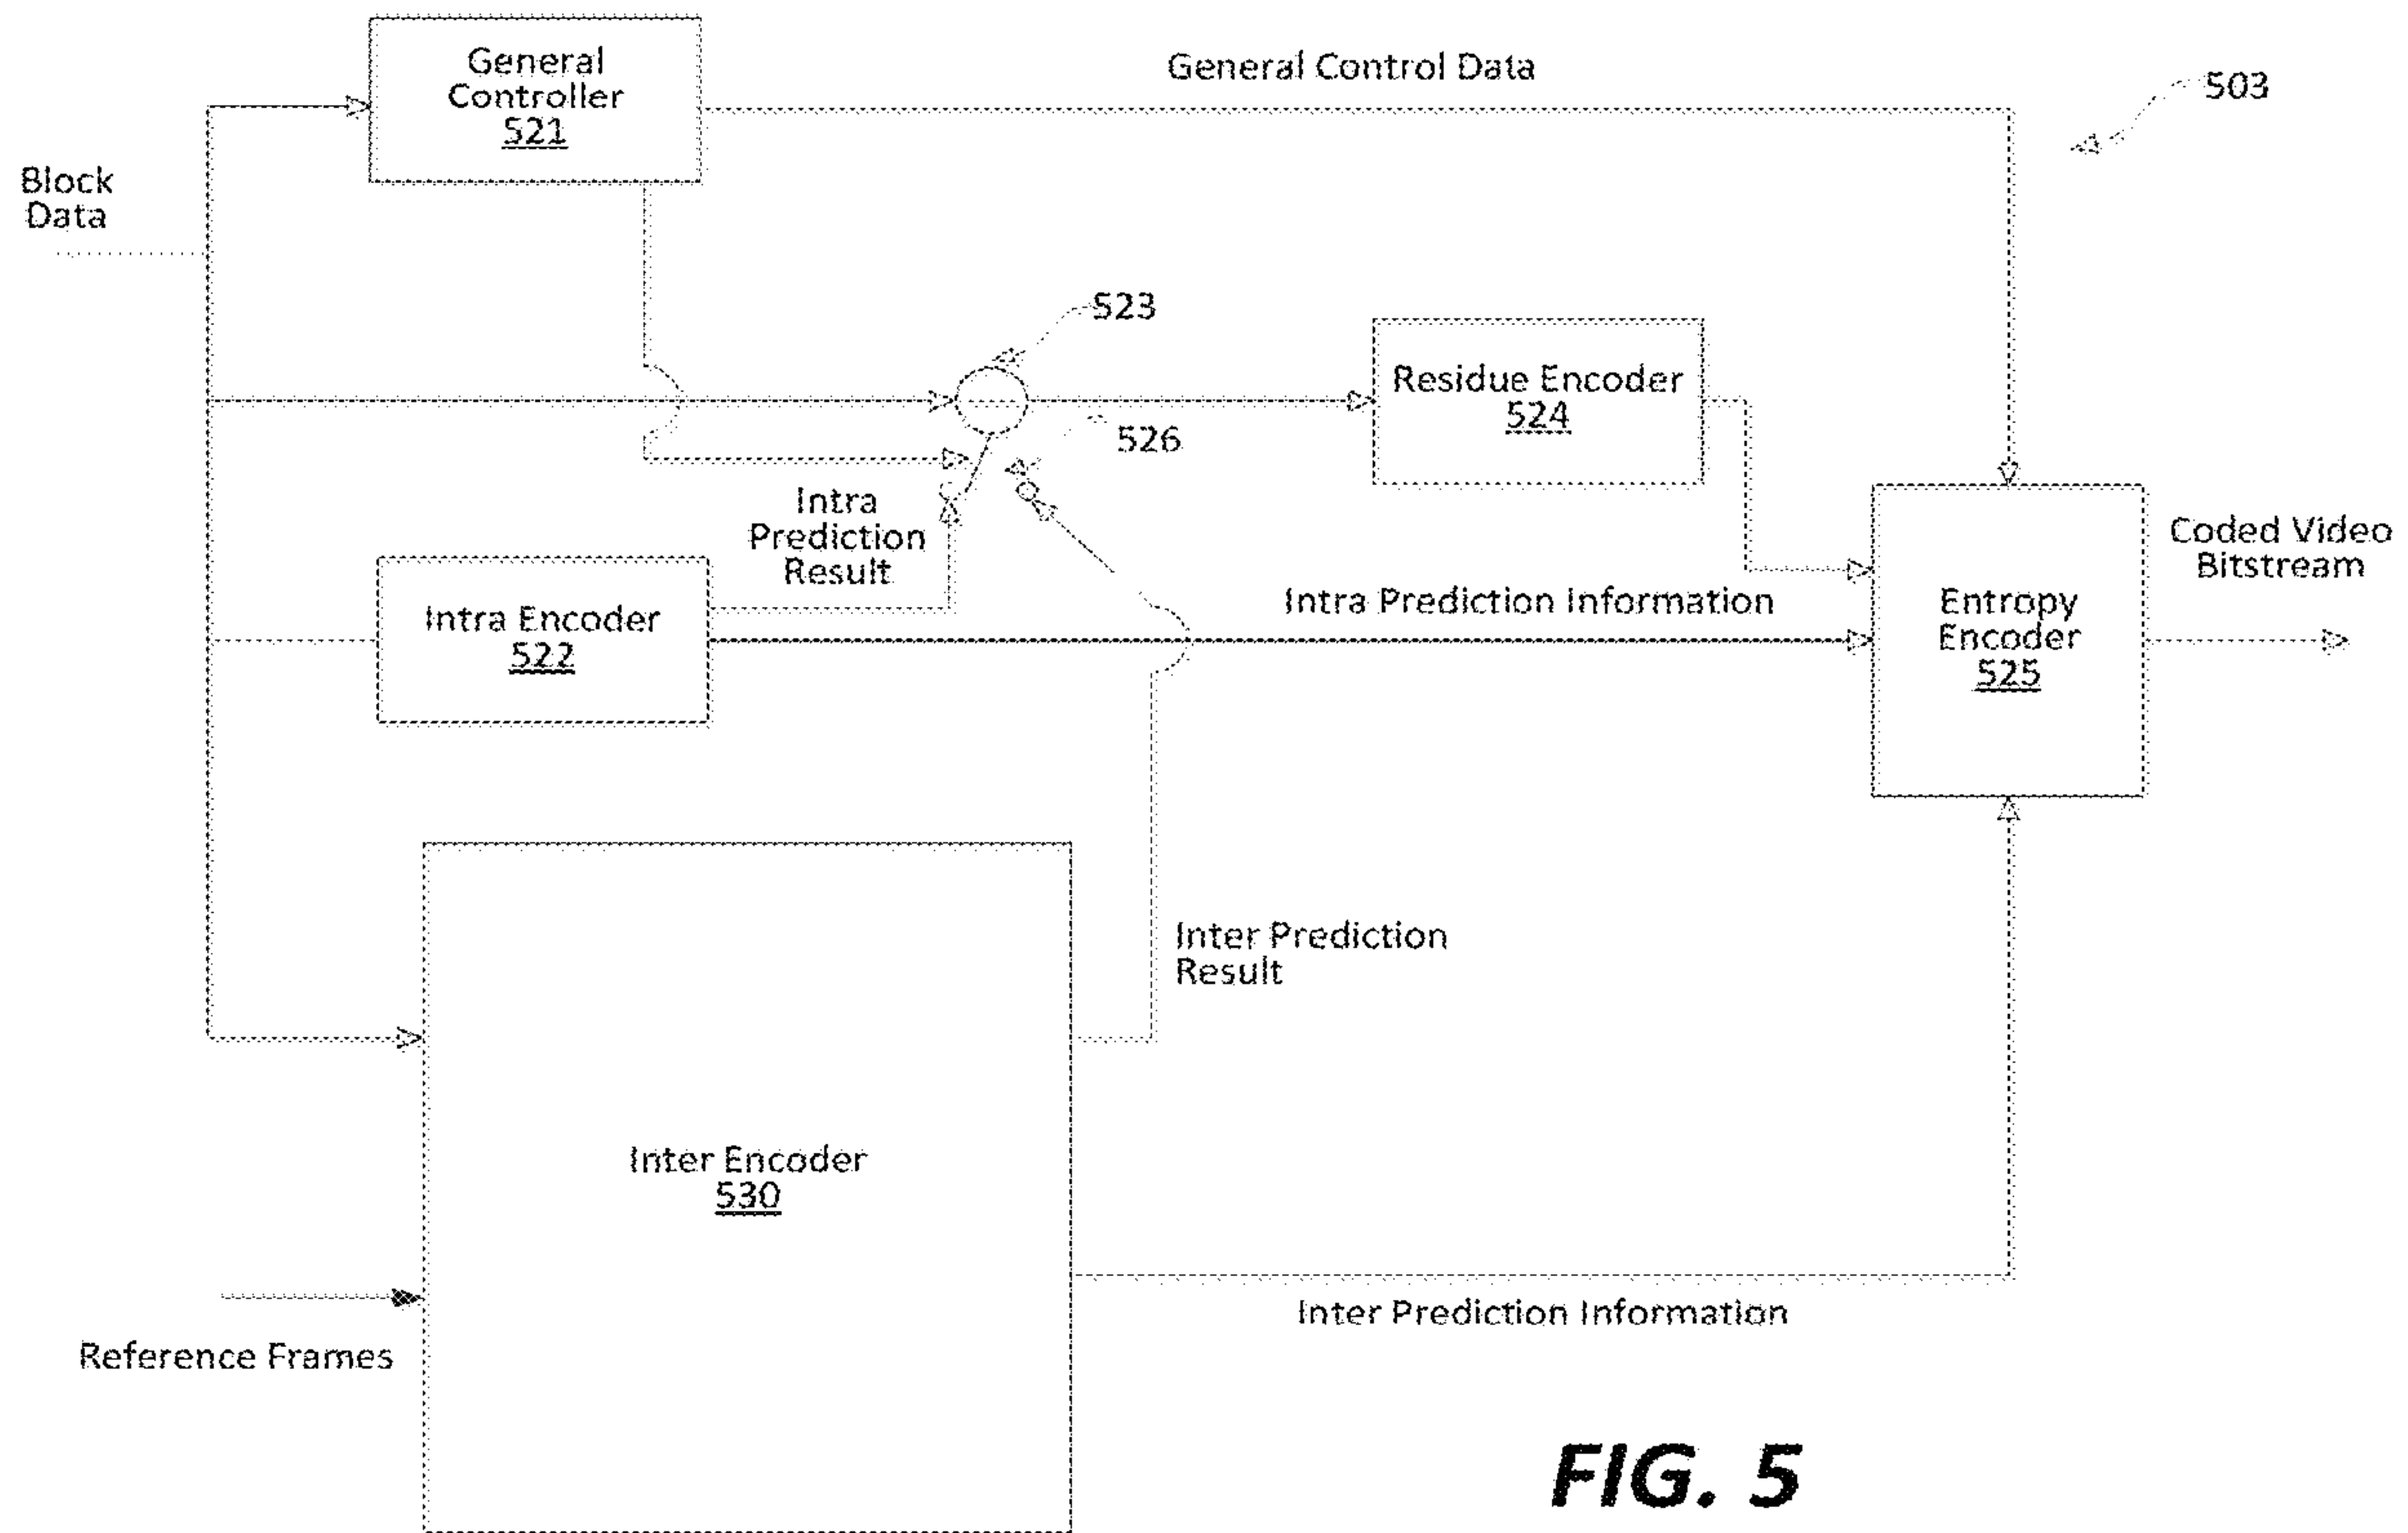 General
Controller
521
General Control Data
503
Block
Data
523
Residue Encoder
524
526
Intra
Prediction
Result
Coded Video
Bitstream
Intra Encoder
522
Intra Prediction Information
Entropy
Encoder
525
Inter Prediction
Result
Inter Encoder
530
Inter Prediction Information
Reference Frames
FIG. 5